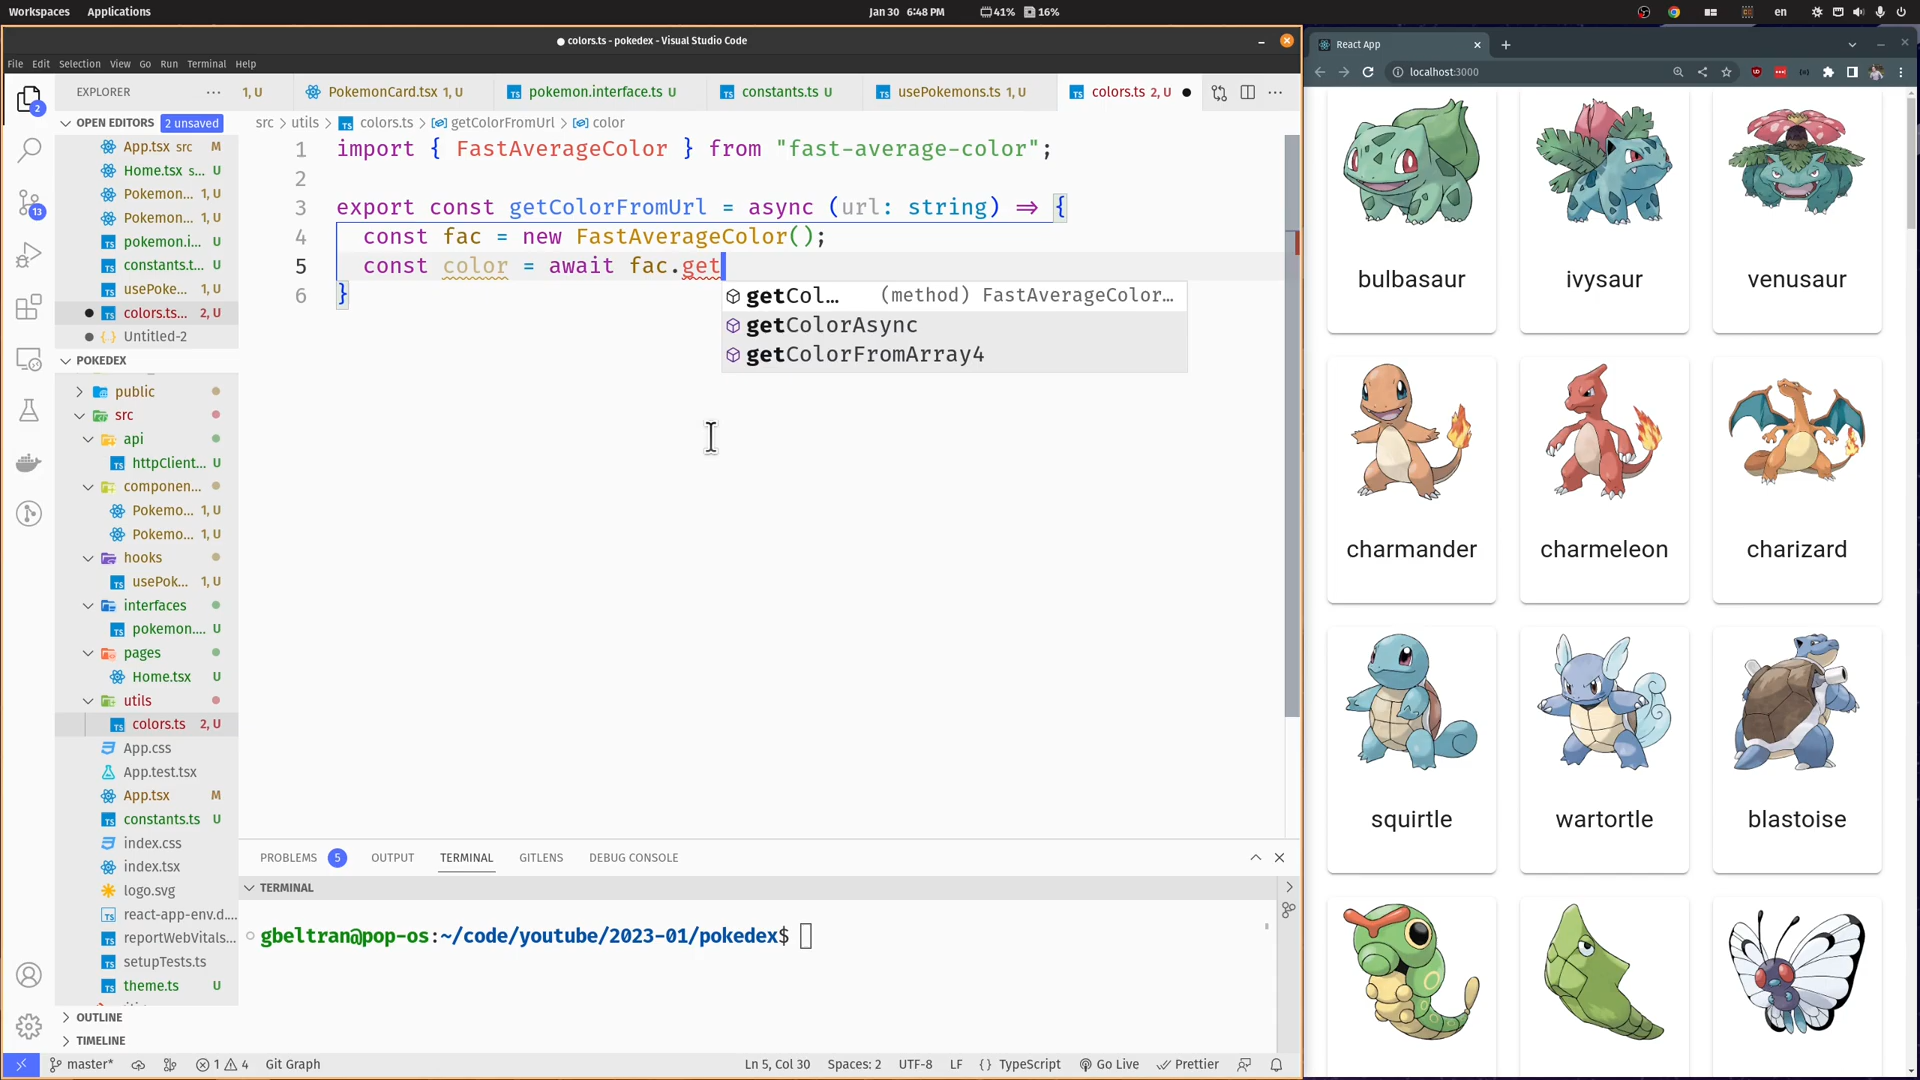 Workspaces Applications Jan 30 6:48 PM 41% 16% en
colors.ts - pokedex - Visual Studio Code
File Edit Selection View Go Run Terminal Help
EXPLORER ...
1, U PokemonCard.tsx 1, U pokemon.interface.ts U constants.ts U usePokemons.ts 1, U colors.ts 2, U
OPEN EDITORS 2 unsaved
App.tsx src M
Home.tsx s... U
Pokemon... 1, U
Pokemon... 1, U
pokemon.i... U
constants.t... U
usePoke... 1, U
colors.ts... 2, U
Untitled-2
POKEDEX
public
src
api
httpClient... U
componen...
Pokemo... 1, U
Pokemo... 1, U
hooks
usePok... 1, U
interfaces
pokemon.... U
pages
Home.tsx U
utils
colors.ts 2, U
App.css
App.test.tsx
App.tsx M
constants.ts U
index.css
index.tsx
logo.svg
react-app-env.d....
reportWebVitals...
setupTests.ts
theme.ts U
OUTLINE
TIMELINE
src > utils > colors.ts > getColorFromUrl > color
1 import { FastAverageColor } from "fast-average-color";
2
3 export const getColorFromUrl = async (url: string) => {
4 const fac = new FastAverageColor();
5 const color = await fac.get
6 }
getCol... (method) FastAverageColor...
getColorAsync
getColorFromArray4
PROBLEMS 5 OUTPUT TERMINAL GITLENS DEBUG CONSOLE
TERMINAL
gbeltran@pop-os:~/code/youtube/2023-01/pokedex$
2
13
master* 1 4 Git Graph Ln 5, Col 30 Spaces: 2 UTF-8 LF {} TypeScript Go Live Prettier
React App
localhost:3000
bulbasaur ivysaur venusaur
charmander charmeleon charizard
squirtle wartortle blastoise